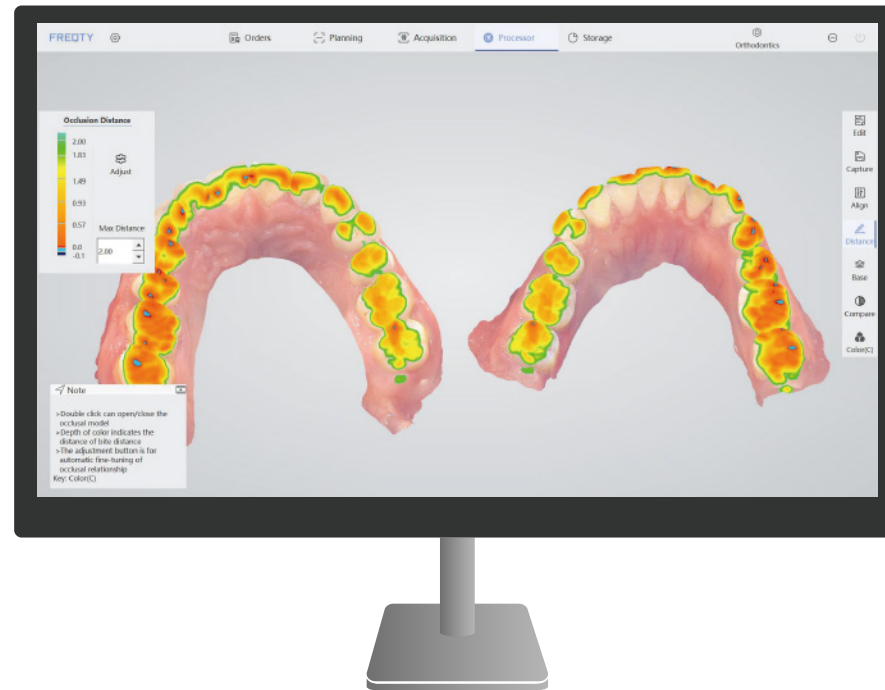 FREQTY
Orders
Planning
Acquisition
Processor
Storage
Orthodontics
Occlusion Distance
2.00
1.83
1.49
0.93
0.57
0.0
-0.1
Adjust
Max Distance
2.00
Edit
Capture
Align
Distance
Base
Compare
Color(C)
Note
>Double click can open/close the
occlusal model
>Depth of color indicates the
distance of bite distance
>The adjustment button is for
automatic fine-tuning of
occlusal relationship
Key: Color(C)